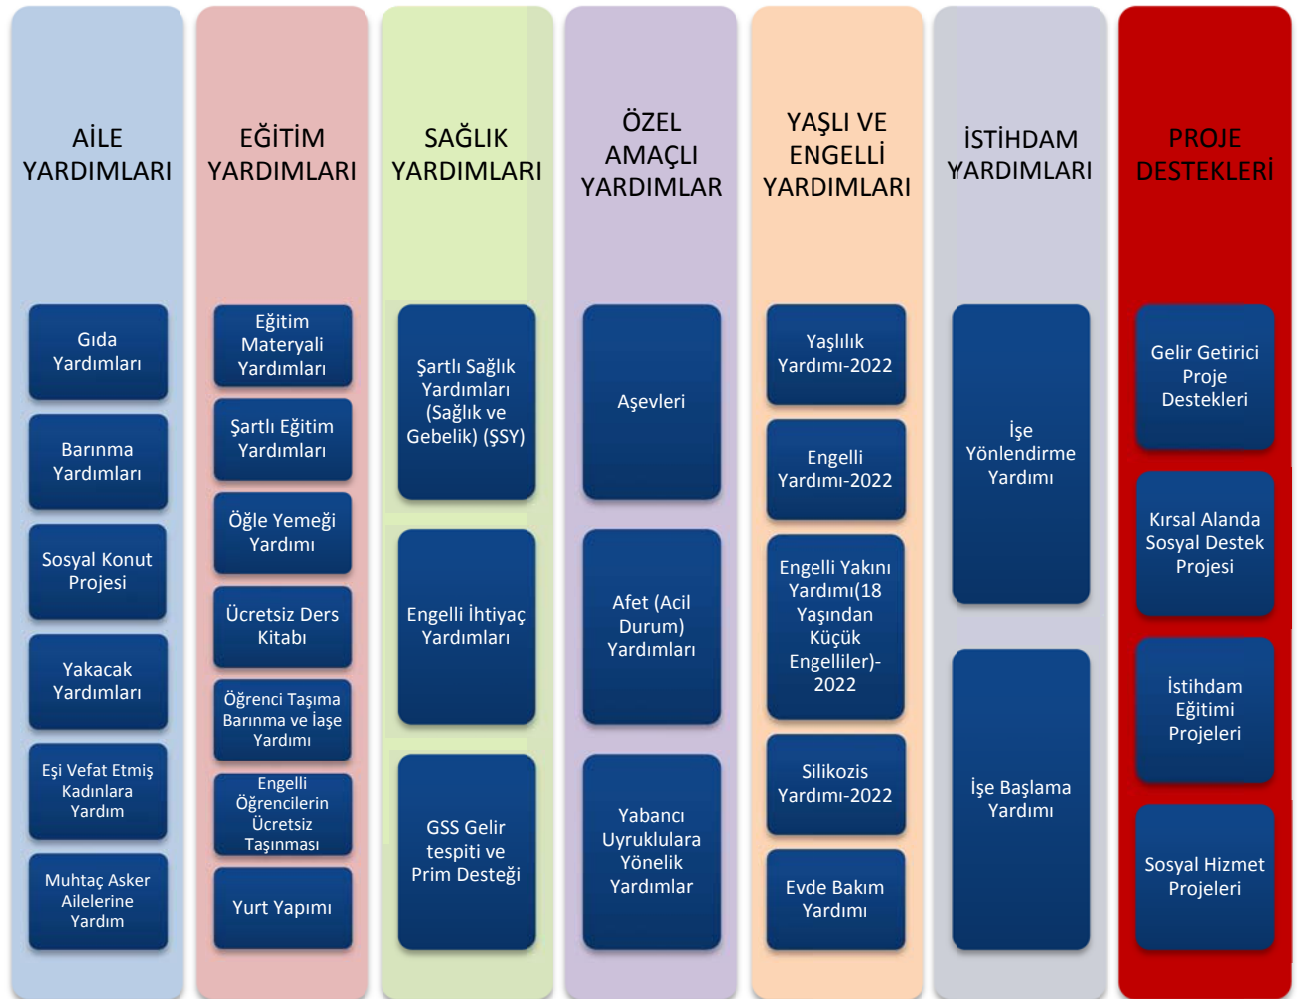 AİLE
YARDIMLARI
Gıda
Yardımları
Barınma
Yardımları
Sosyal Konut
Projesi
Yakacak
Yardımları
Eşi Vefat Etmiş
Kadınlara
Yardım
Muhtaç Asker
Ailelerine
Yardım
EĞİTİM
YARDIMLARI
Eğitim
Materyali
Yardımları
Şartlı Eğitim
Yardımları
Öğle Yemeği
Yardımı
Ücretsiz Ders
Kitabı
Öğrenci Taşıma
Barınma ve İaşe
Yardımı
Engelli
Öğrencilerin
Ücretsiz
Taşınması
Yurt Yapımı
SAĞLIK
YARDIMLARI
Şartlı Sağlık
Yardımları
(Sağlık ve
Gebelik) (ŞSY)
Engelli İhtiyaç
Yardımları
GSS Gelir
tespiti ve
Prim Desteği
ÖZEL
AMAÇLI
YARDIMLAR
Aşevleri
Afet (Acil
Durum)
Yardımları
Yabancı
Uyruklulara
Yönelik
Yardımlar
YAŞLI VE
ENGELLİ
YARDIMLARI
Yaşlılık
Yardımı-2022
Engelli
Yardımı-2022
Engelli Yakını
Yardımı(18
Yaşından
Küçük
Engelliler)-
2022
Silikozis
Yardımı-2022
Evde Bakım
Yardımı
İSTİHDAM
YARDIMLARI
İşe
Yönlendirme
Yardımı
İşe Başlama
Yardımı
PROJE
DESTEKLERİ
Gelir Getirici
Proje
Destekleri
Kırsal Alanda
Sosyal Destek
Projesi
İstihdam
Eğitimi
Projeleri
Sosyal Hizmet
Projeleri